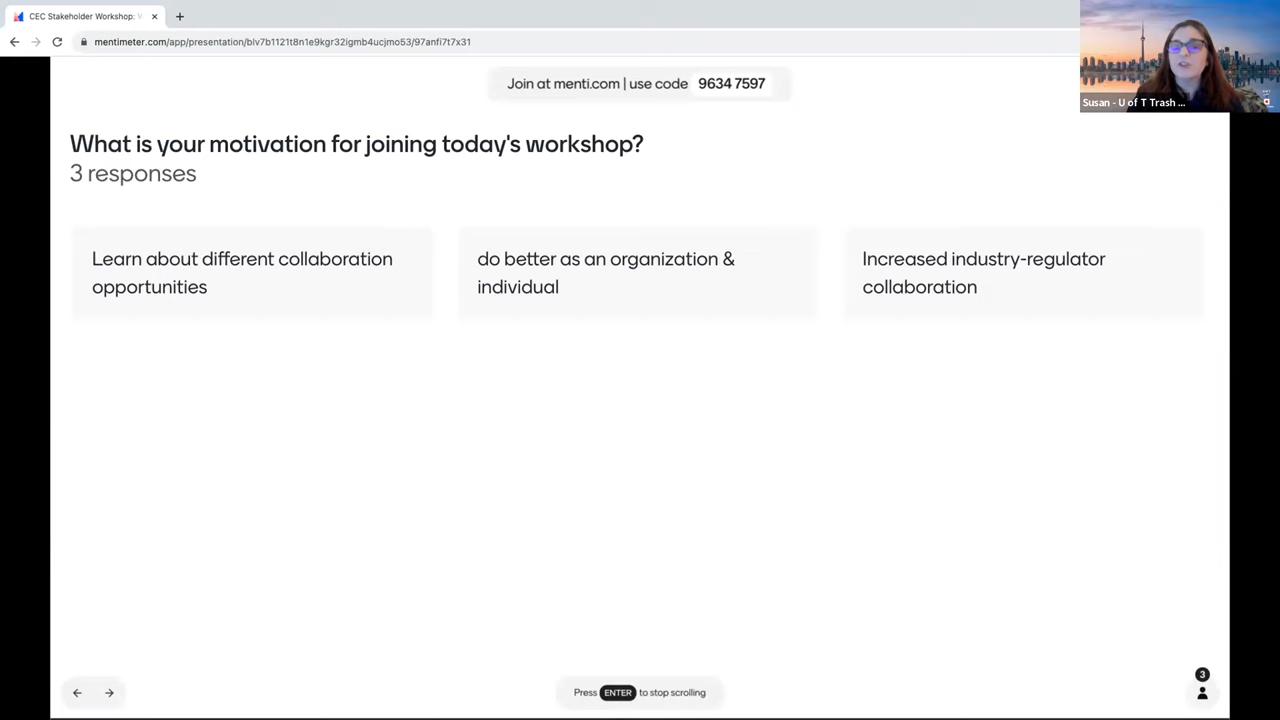 CEC Stakeholder Workshop:
mentimeter.com/app/presentation/blv7b1121t8n1e9kgr32igmb4ucjmo53/97anfi7t7x31
Join at menti.com | use code 9634 7597
Susan - U of T Trash ...
What is your motivation for joining today's workshop?
3 responses
Learn about different collaboration
opportunities
do better as an organization &
individual
Increased industry-regulator
collaboration
Press ENTER to stop scrolling
3